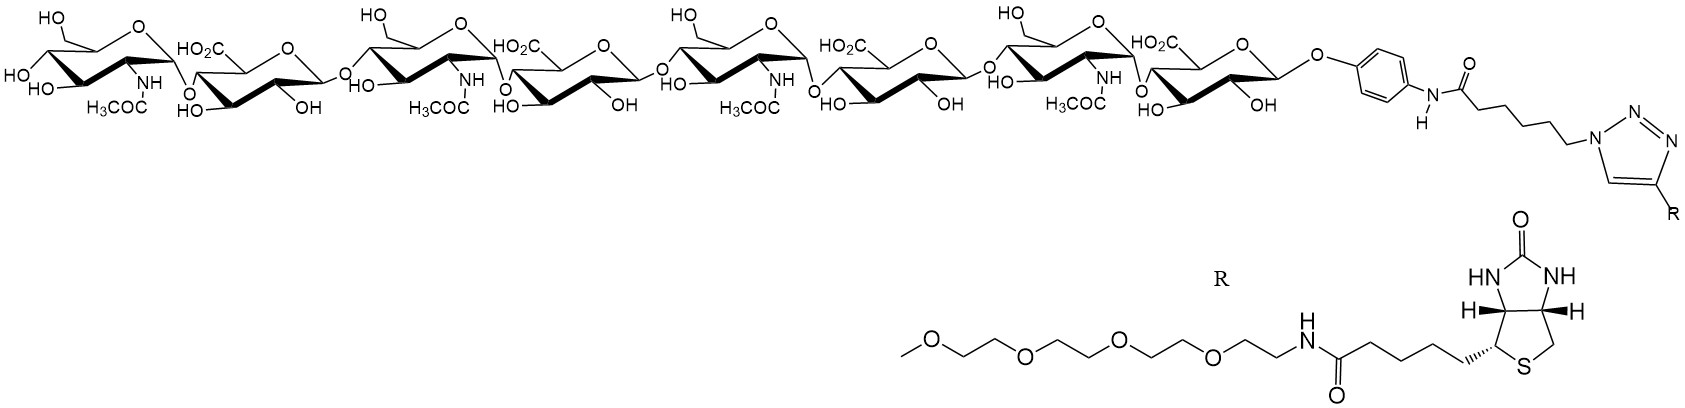 HO HO HO HO
O O O O
HO₂C O HO₂C O HO₂C O HO₂C O O O
HO O O O
HO NH O HO NH O HO NH O HO NH O N
H₃COC HO OH H₃COC HO OH H₃COC HO OH H₃COC HO OH N
H
N N
R
O
R HN NH
H H
H
O O N
O O
S
O